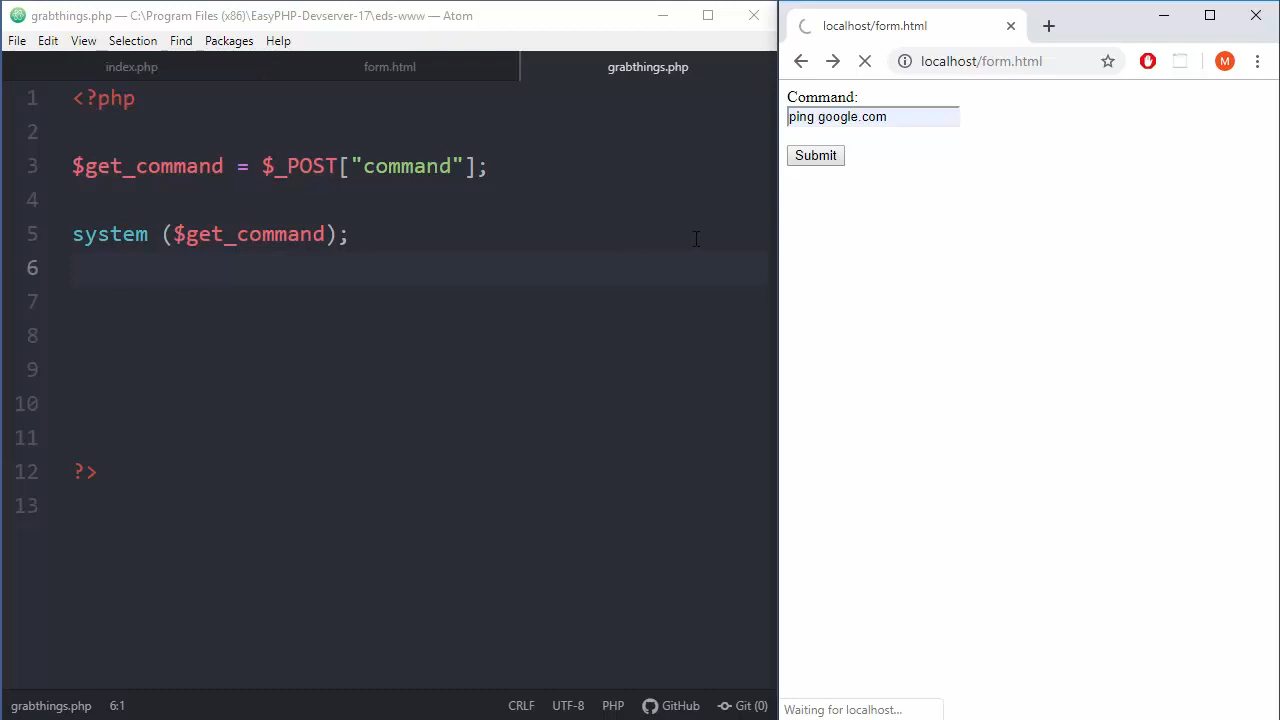 grabthings.php — C:\Program Files (x86)\EasyPHP-Devserver-17\eds-www — Atom
File Edit View Selection Find Packages Help
index.php form.html grabthings.php
1 <?php
2
3 $get_command = $_POST["command"];
4
5 system ($get_command);
6
7
8
9
10
11
12 ?>
13
grabthings.php 6:1 CRLF UTF-8 PHP GitHub Git (0)
localhost/form.html
localhost/form.html M
Command:
ping google.com
Submit
Waiting for localhost...